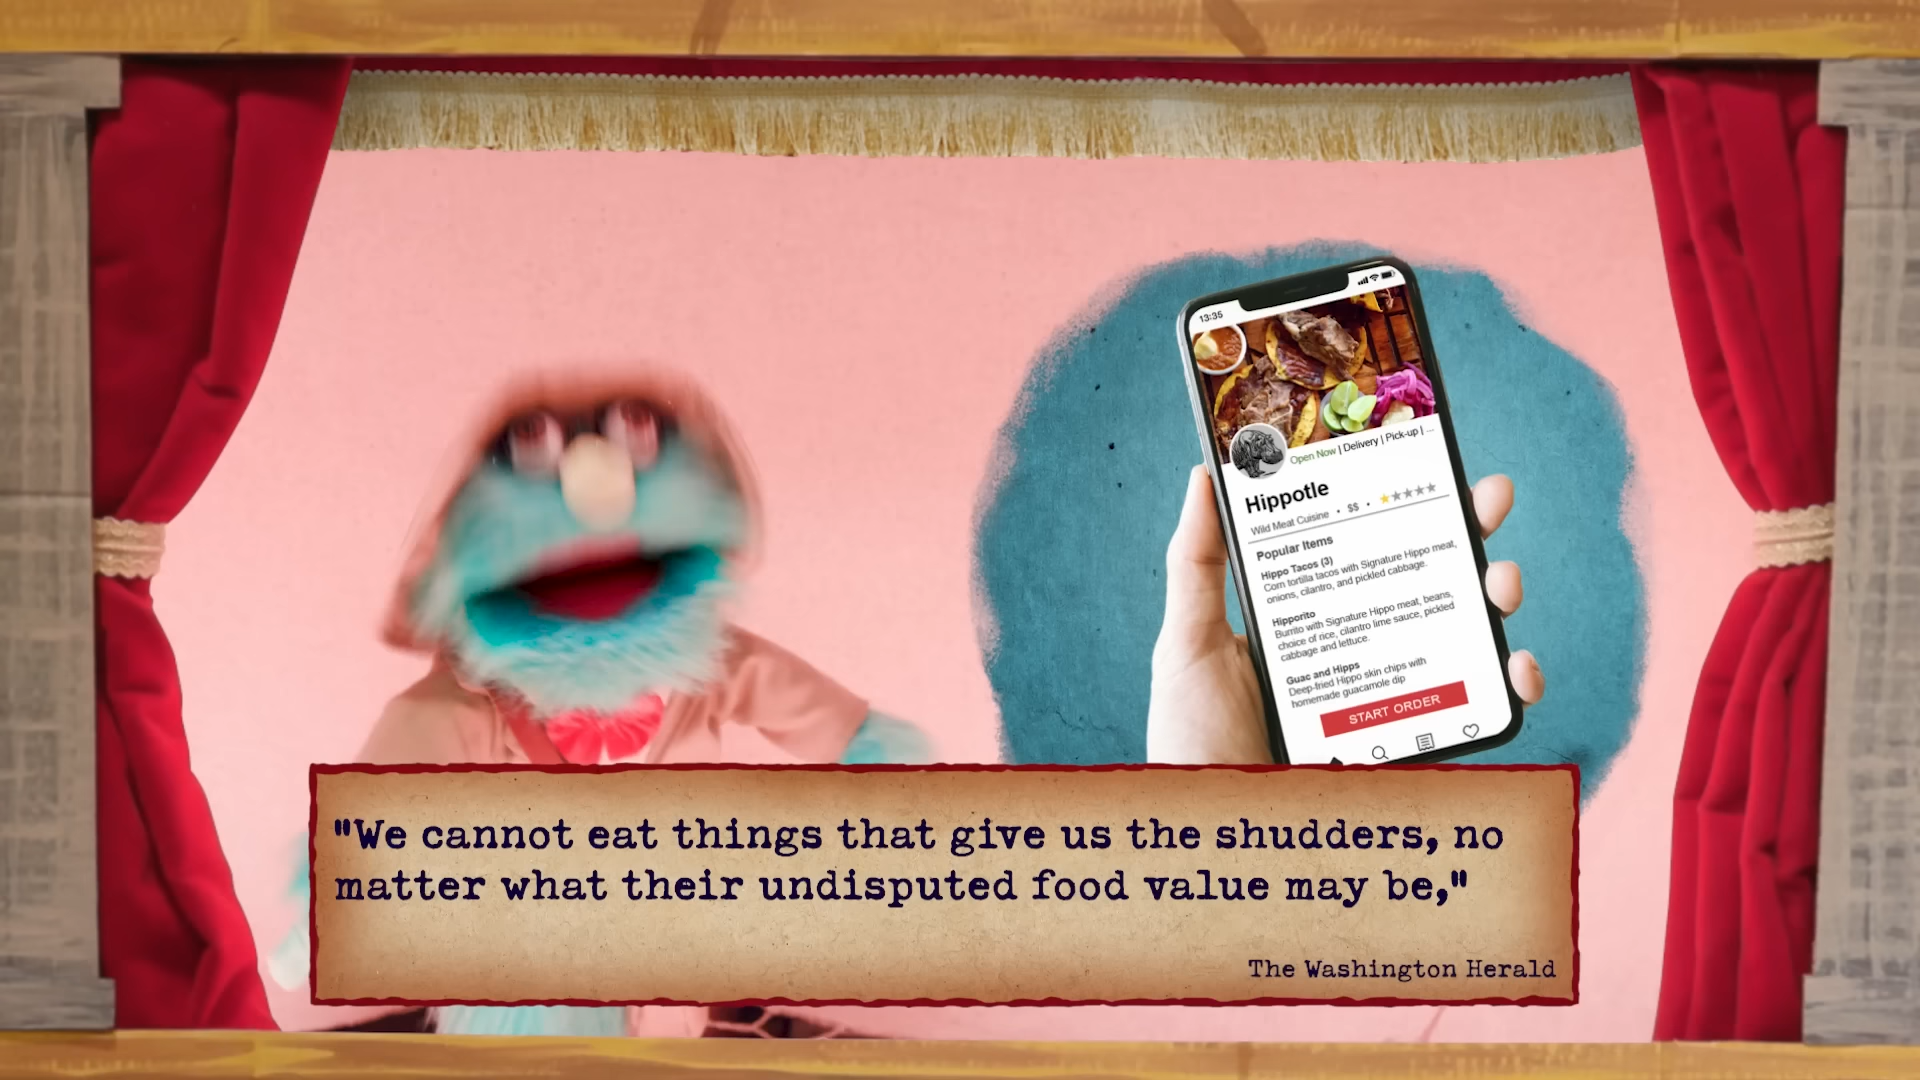 13:35
Open Now | Delivery | Pick-up | ...
Hippotle
Wild Meat Cuisine • $$ •
Popular Items
Hippo Tacos (3)
Corn tortilla tacos with Signature Hippo meat,
onions, cilantro, and pickled cabbage.
Hipporito
Burrito with Signature Hippo meat, beans,
choice of rice, cilantro lime sauce, pickled
cabbage and lettuce.
Guac and Hipps
Deep-fried Hippo skin chips with
homemade guacamole dip
START ORDER
"We cannot eat things that give us the shudders, no
matter what their undisputed food value may be,"
The Washington Herald